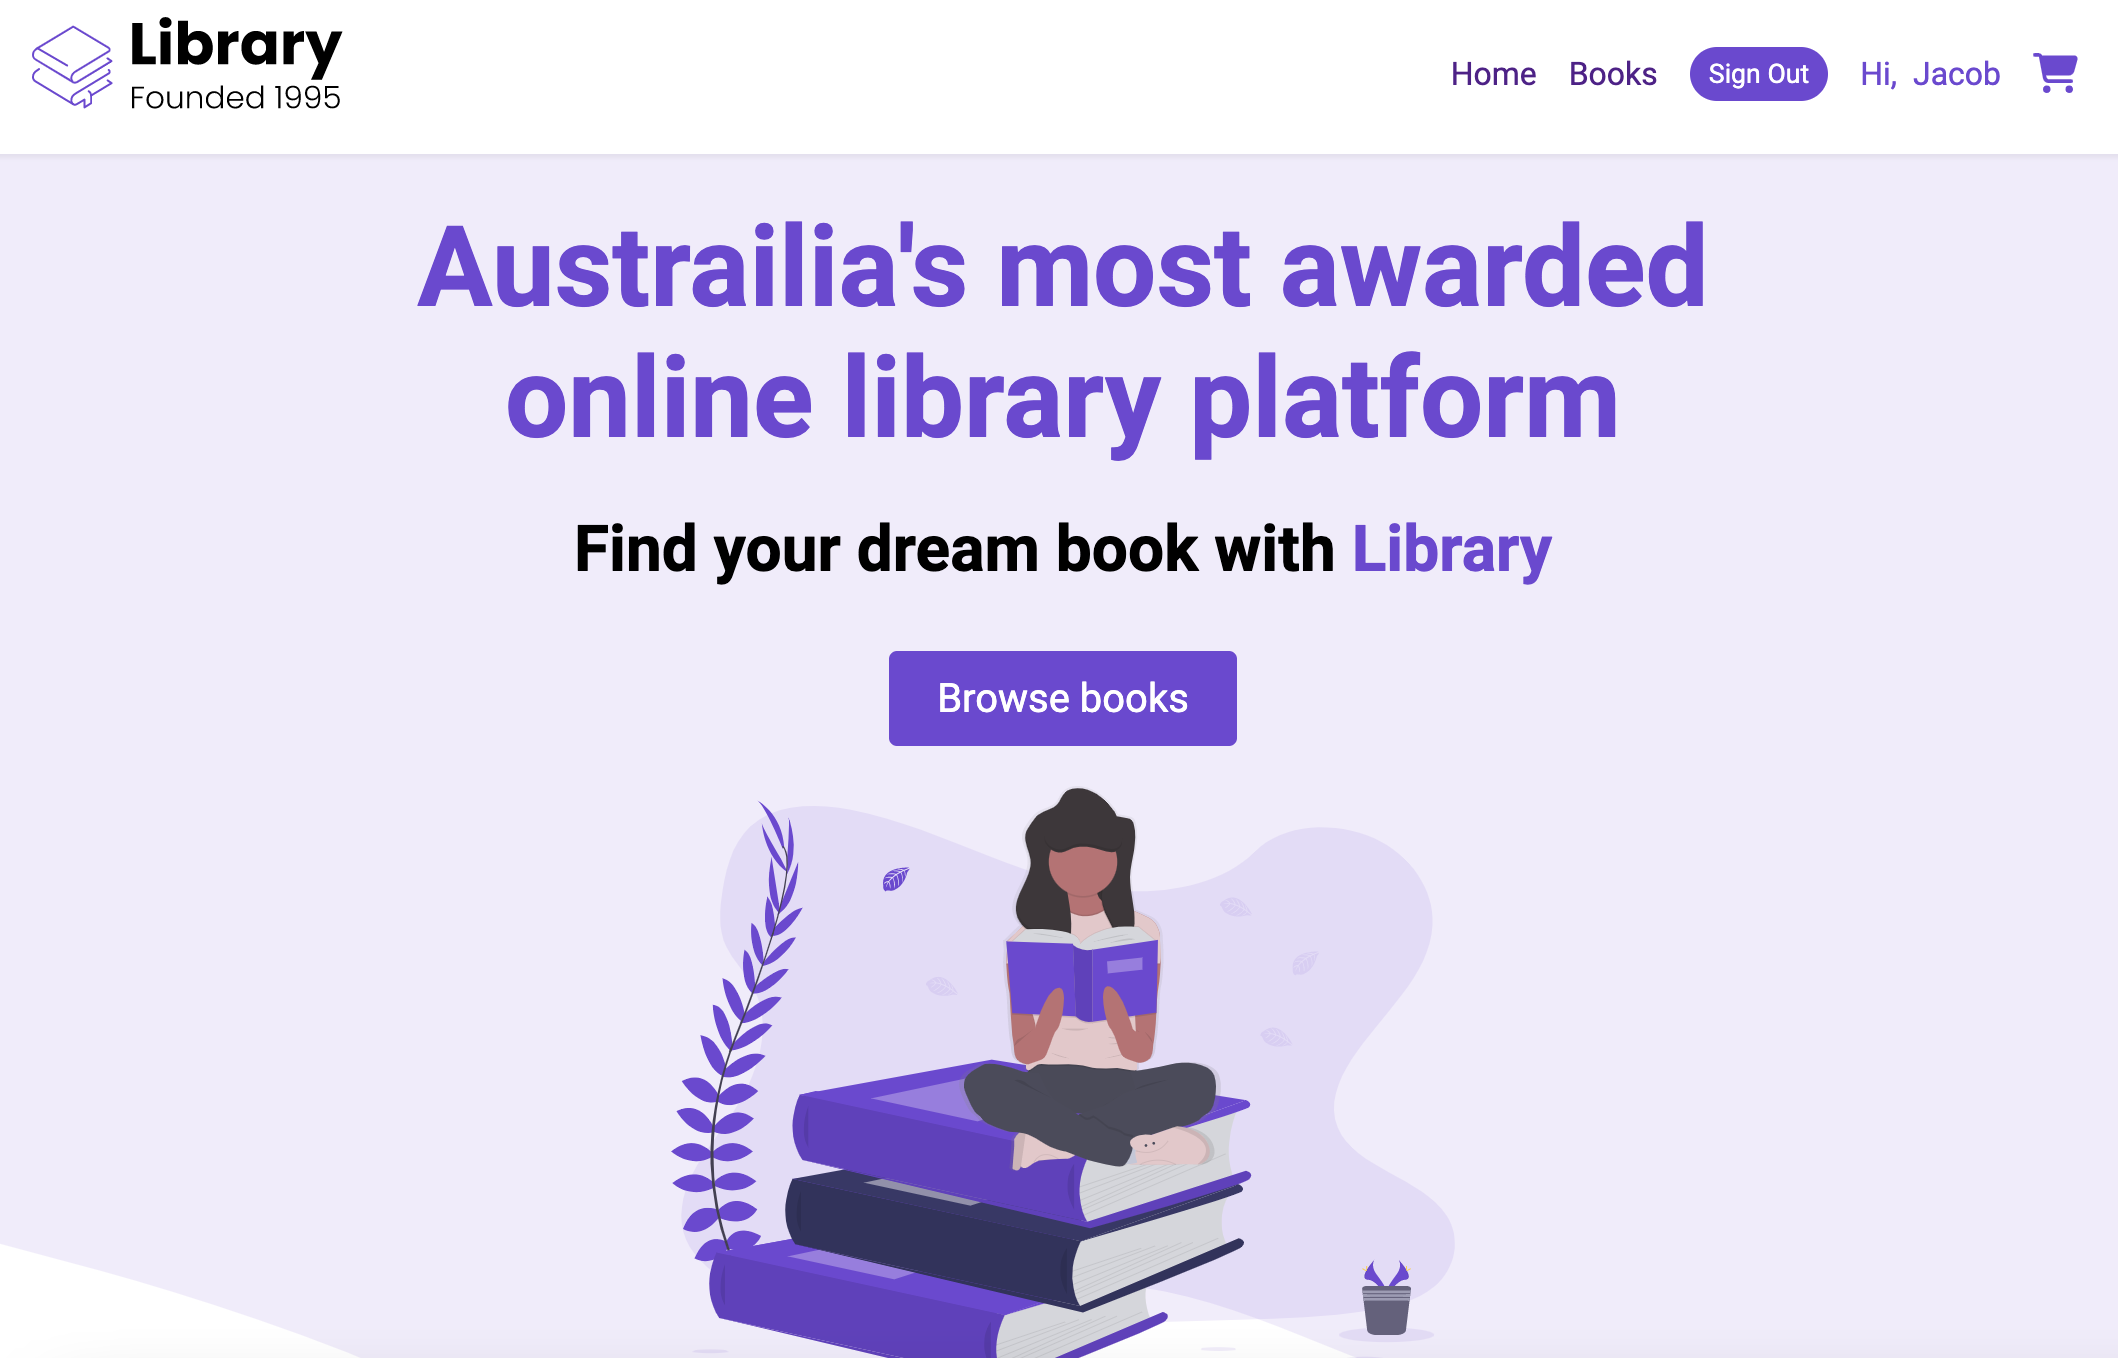 Library
Founded 1995
Home Books Sign Out Hi, Jacob
Austrailia's most awarded
online library platform
Find your dream book with Library
Browse books